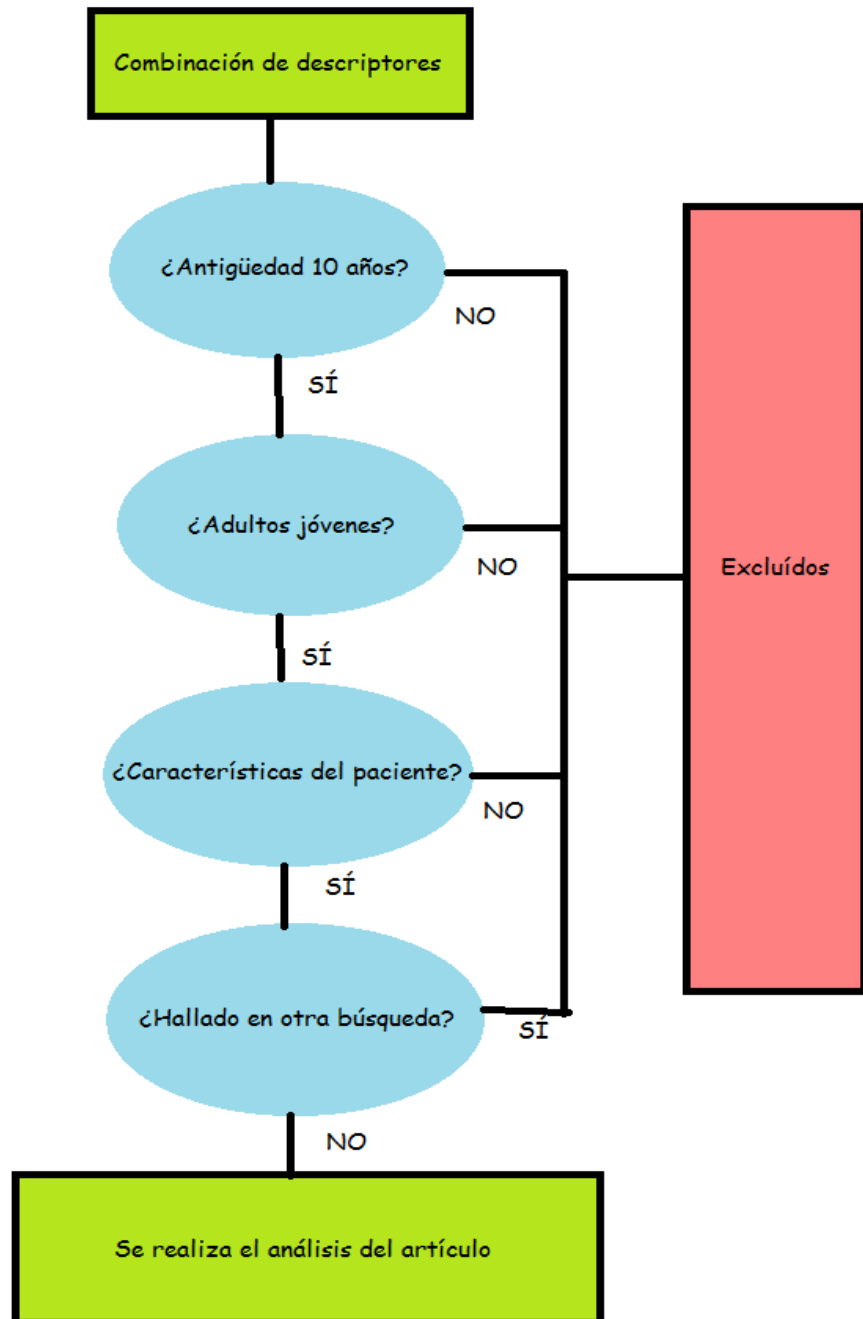 Combinación de descriptores
¿Antigüedad 10 años?
NO
SÍ
¿Adultos jóvenes?
NO
Excluídos
SÍ
¿Características del paciente?
NO
SÍ
¿Hallado en otra búsqueda?
SÍ
NO
Se realiza el análisis del artículo